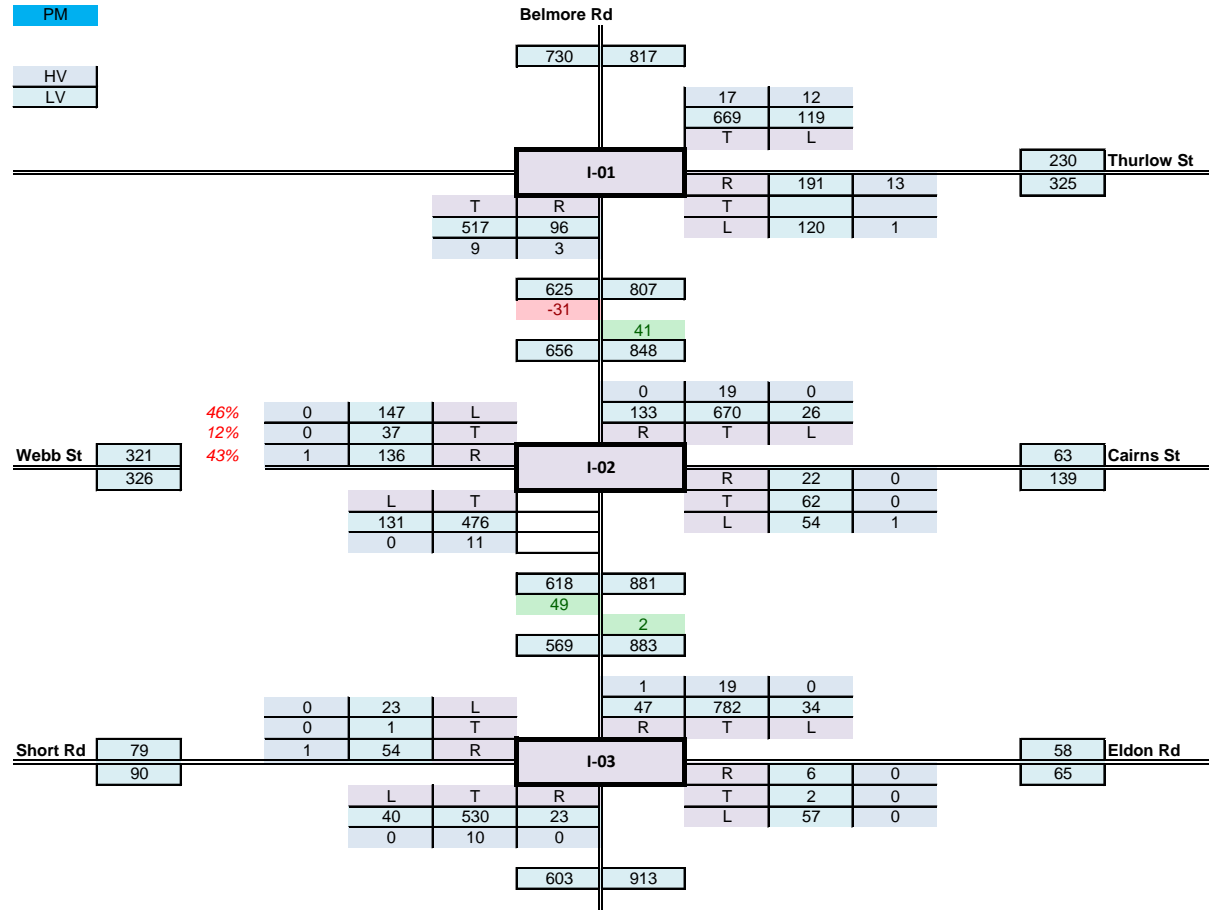 PM Belmore Rd
730 817
HV
LV
17 12
669 119
T L
I-01
230 Thurlow St
325
R 191 13
T
L 120 1
T R
517 96
9 3
625 807
-31
41
656 848
0 19 0
133 670 26
R T L
46% 0 147 L
12% 0 37 T
Webb St 321 43% 1 136 R
326
I-02
63 Cairns St
139
R 22 0
T 62 0
L 54 1
L T
131 476
0 11
618 881
49
2
569 883
1 19 0
47 782 34
R T L
0 23 L
0 1 T
Short Rd 79 1 54 R
90
I-03
58 Eldon Rd
65
R 6 0
T 2 0
L 57 0
L T R
40 530 23
0 10 0
603 913